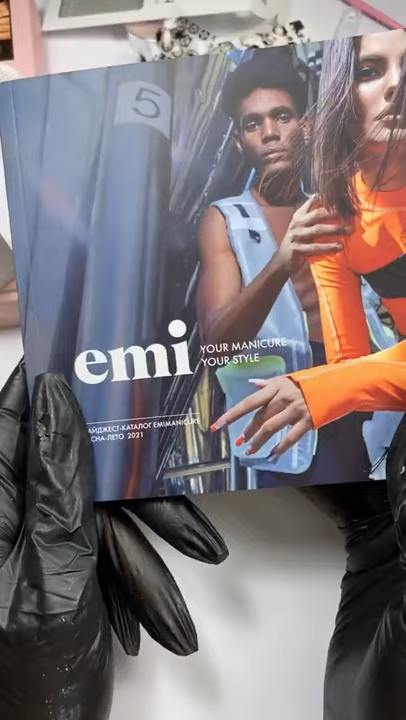 5
emi
YOUR MANICURE
YOUR STYLE
АЙДЖЕСТ-КАТАЛОГ EMIMANICURE
СНА-ЛЕТО 2021